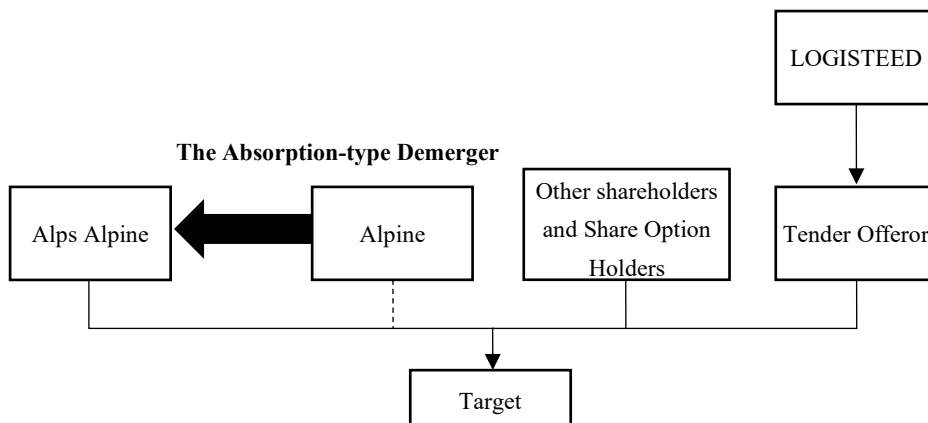 LOGISTEED
The Absorption-type Demerger
Alps Alpine
Alpine
Other shareholders
and Share Option
Holders
Tender Offeror
Target